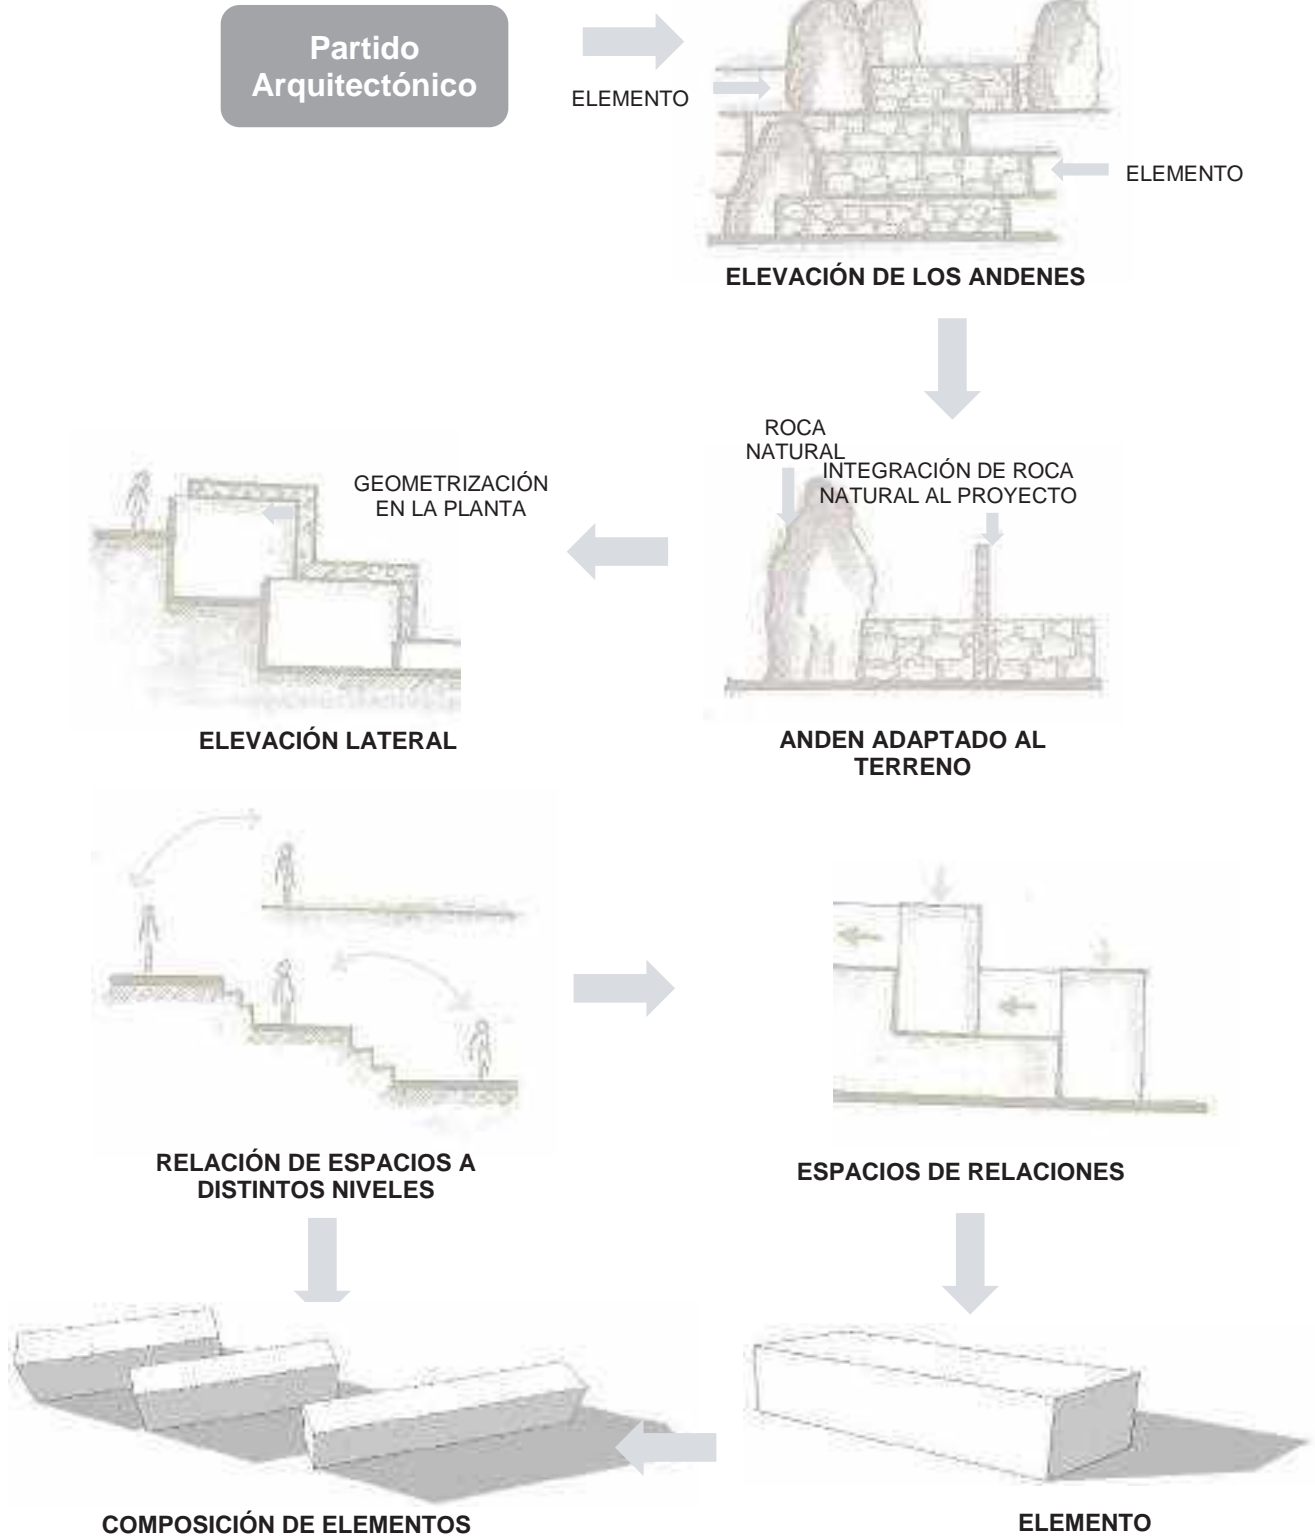 Partido
Arquitectónico
ELEMENTO
ELEMENTO
ELEVACIÓN DE LOS ANDENES
ROCA
NATURAL
INTEGRACIÓN DE ROCA
NATURAL AL PROYECTO
GEOMETRIZACIÓN
EN LA PLANTA
ELEVACIÓN LATERAL
ANDEN ADAPTADO AL
TERRENO
RELACIÓN DE ESPACIOS A
DISTINTOS NIVELES
ESPACIOS DE RELACIONES
COMPOSICIÓN DE ELEMENTOS
ELEMENTO